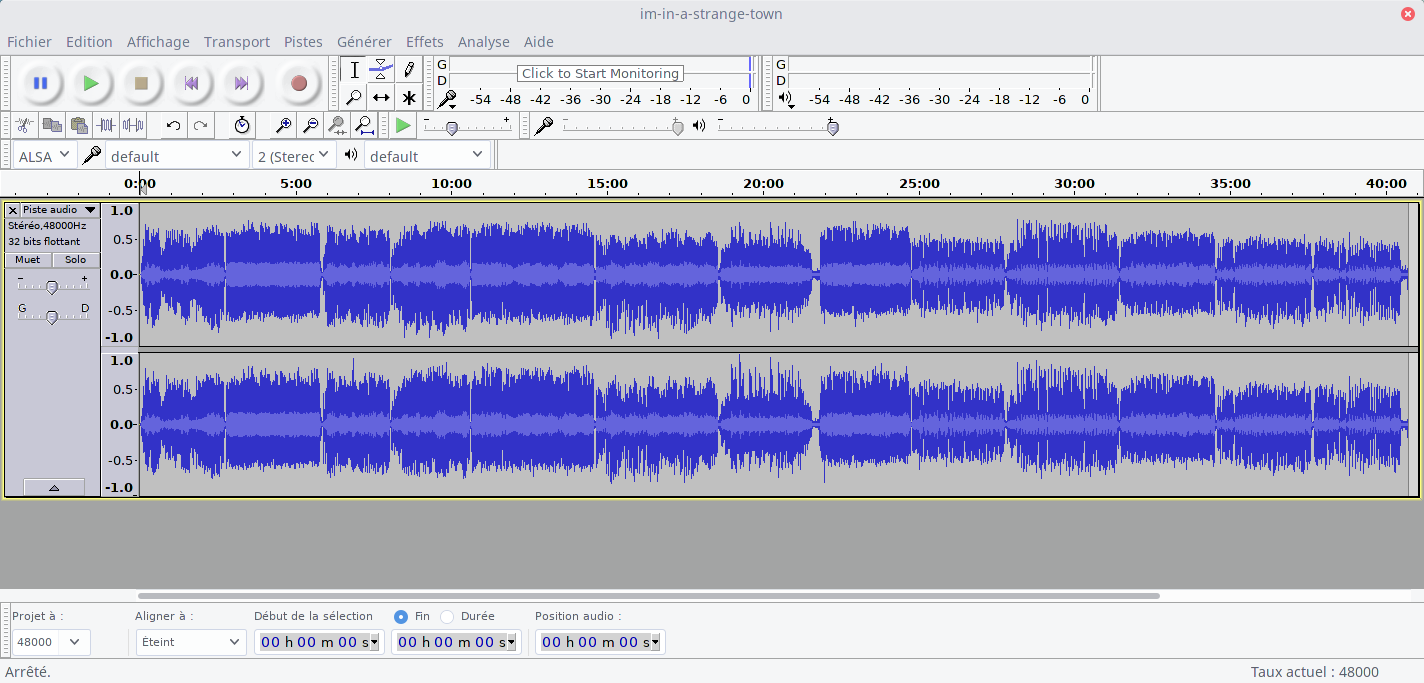 im-in-a-strange-town
Fichier Edition Affichage Transport Pistes Générer Effets Analyse Aide
G G
D Click to Start Monitoring D
-54 -48 -42 -36 -30 -24 -18 -12 -6 0 -54 -48 -42 -36 -30 -24 -18 -12 -6 0
- + - + - +
ALSA default 2 (Sterec default
0:00 5:00 10:00 15:00 20:00 25:00 30:00 35:00 40:00
X Piste audio 1.0
Stéréo,48000Hz
32 bits flottant 0.5-
Muet Solo
- + 0.0-
G D -0.5-
-1.0
1.0
0.5-
0.0-
-0.5-
-1.0
Projet à : Aligner à : Début de la sélection Fin Durée Position audio :
48000 Éteint 00 h 00 m 00 s 00 h 00 m 00 s 00 h 00 m 00 s
Arrêté. Taux actuel : 48000